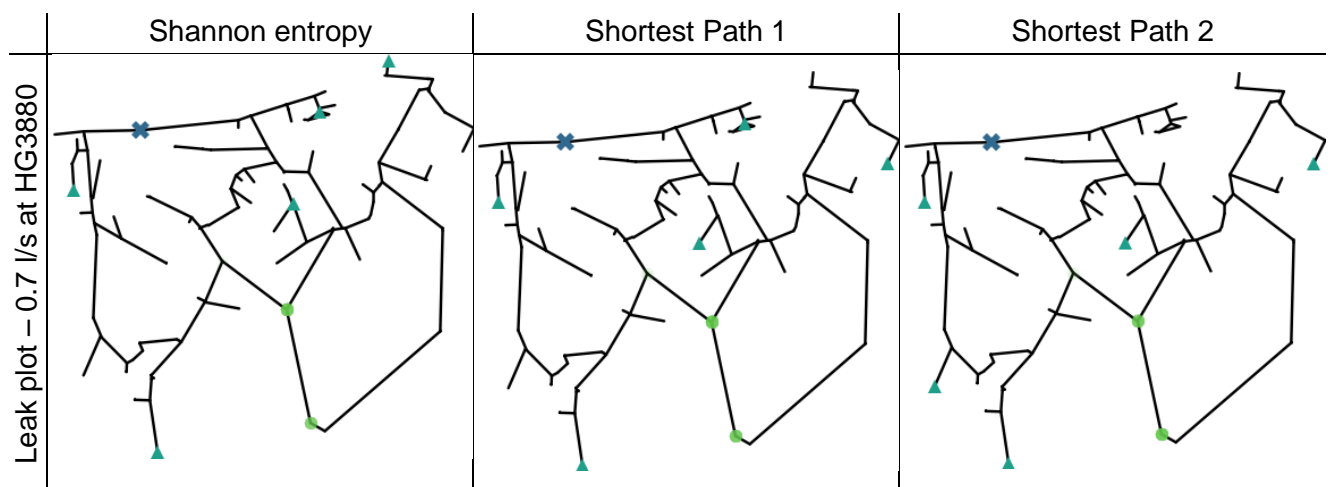 Shannon entropy
Shortest Path 1
Shortest Path 2
Leak plot – 0.7 l/s at HG3880